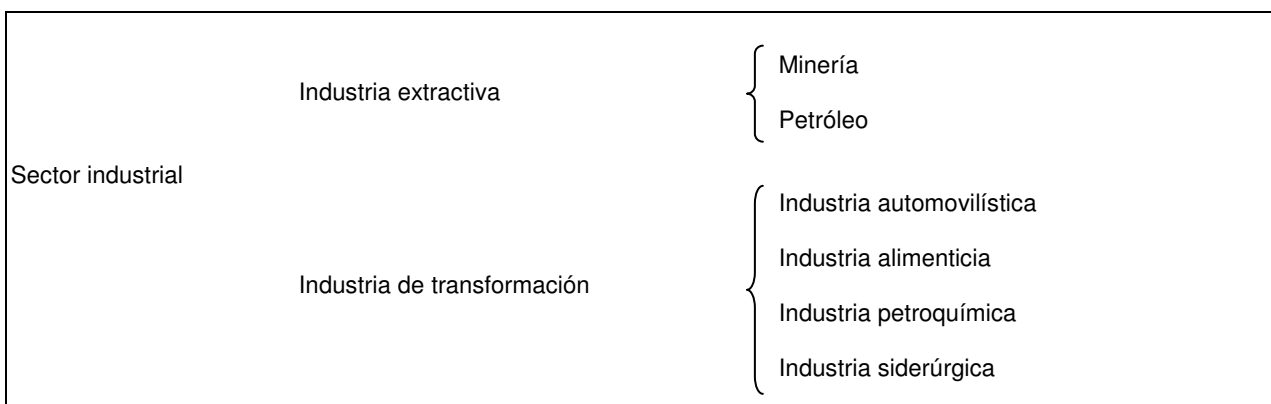 Sector industrial
Industria extractiva
Minería
Petróleo
Industria de transformación
Industria automovilística
Industria alimenticia
Industria petroquímica
Industria siderúrgica